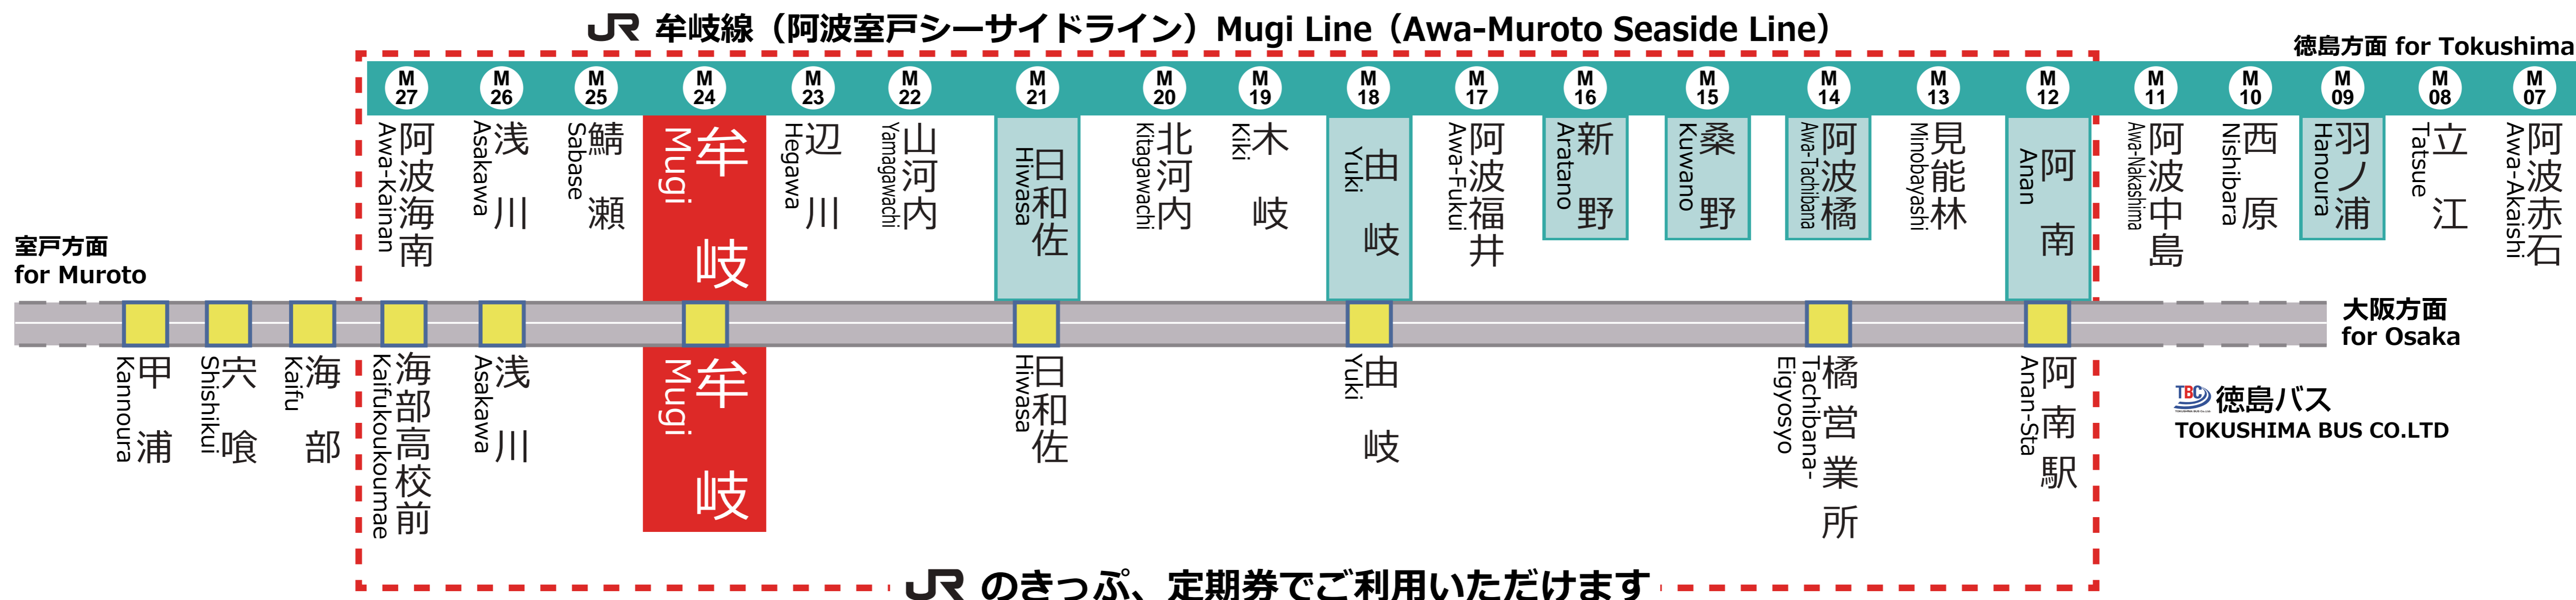 JR 牟岐線（阿波室戸シーサイドライン）Mugi Line（Awa-Muroto Seaside Line）
徳島方面 for Tokushima
M 27
M 26
M 25
M 24
M 23
M 22
M 21
M 20
M 19
M 18
M 17
M 16
M 15
M 14
M 13
M 12
M 11
M 10
M 09
M 08
M 07
阿波海南 Awa-Kainan
浅川 Asakawa
鯖瀬 Sabase
牟岐 Mugi
辺川 Hegawa
山河内 Yamagawachi
日和佐 Hiwasa
北河内 Kitagawachi
木岐 Kiki
由岐 Yuki
阿波福井 Awa-Fukui
新野 Aratano
桑野 Kuwano
阿波橘 Awa-Tachibana
見能林 Minobayashi
阿南 Anan
阿波中島 Awa-Nakashima
西原 Nishibara
羽ノ浦 Hanoura
立江 Tatsue
阿波赤石 Awa-Akaishi
室戸方面
for Muroto
大阪方面
for Osaka
甲浦 Kannoura
宍喰 Shishikui
海部 Kaifu
海部高校前 Kaifukoukoumae
浅川 Asakawa
牟岐 Mugi
日和佐 Hiwasa
由岐 Yuki
橘営業所 Tachibana-Eigyosyo
阿南駅 Anan-Sta
TBC 徳島バス
TOKUSHIMA BUS CO.LTD
JR のきっぷ、定期券でご利用いただけます